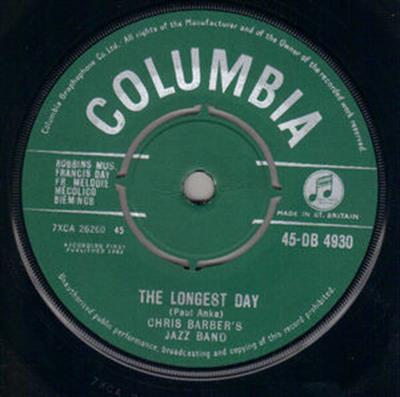 Columbia Graphophone Co. Ltd. All rights of the Manufacturer and of the Owner of the recorded work reserved.
COLUMBIA
ROBBINS MUS.
FRANCIS DAY
FR. MELODIE
MECOLICO
BIEM NCB
7XCA 26260 45
RECORDING FIRST
PUBLISHED 1962
MADE IN GT. BRITAIN
45-DB 4930
THE LONGEST DAY
(Paul Anka)
CHRIS BARBER'S
JAZZ BAND
Unauthorised public performance, broadcasting and copying of this record prohibited.
7XCA